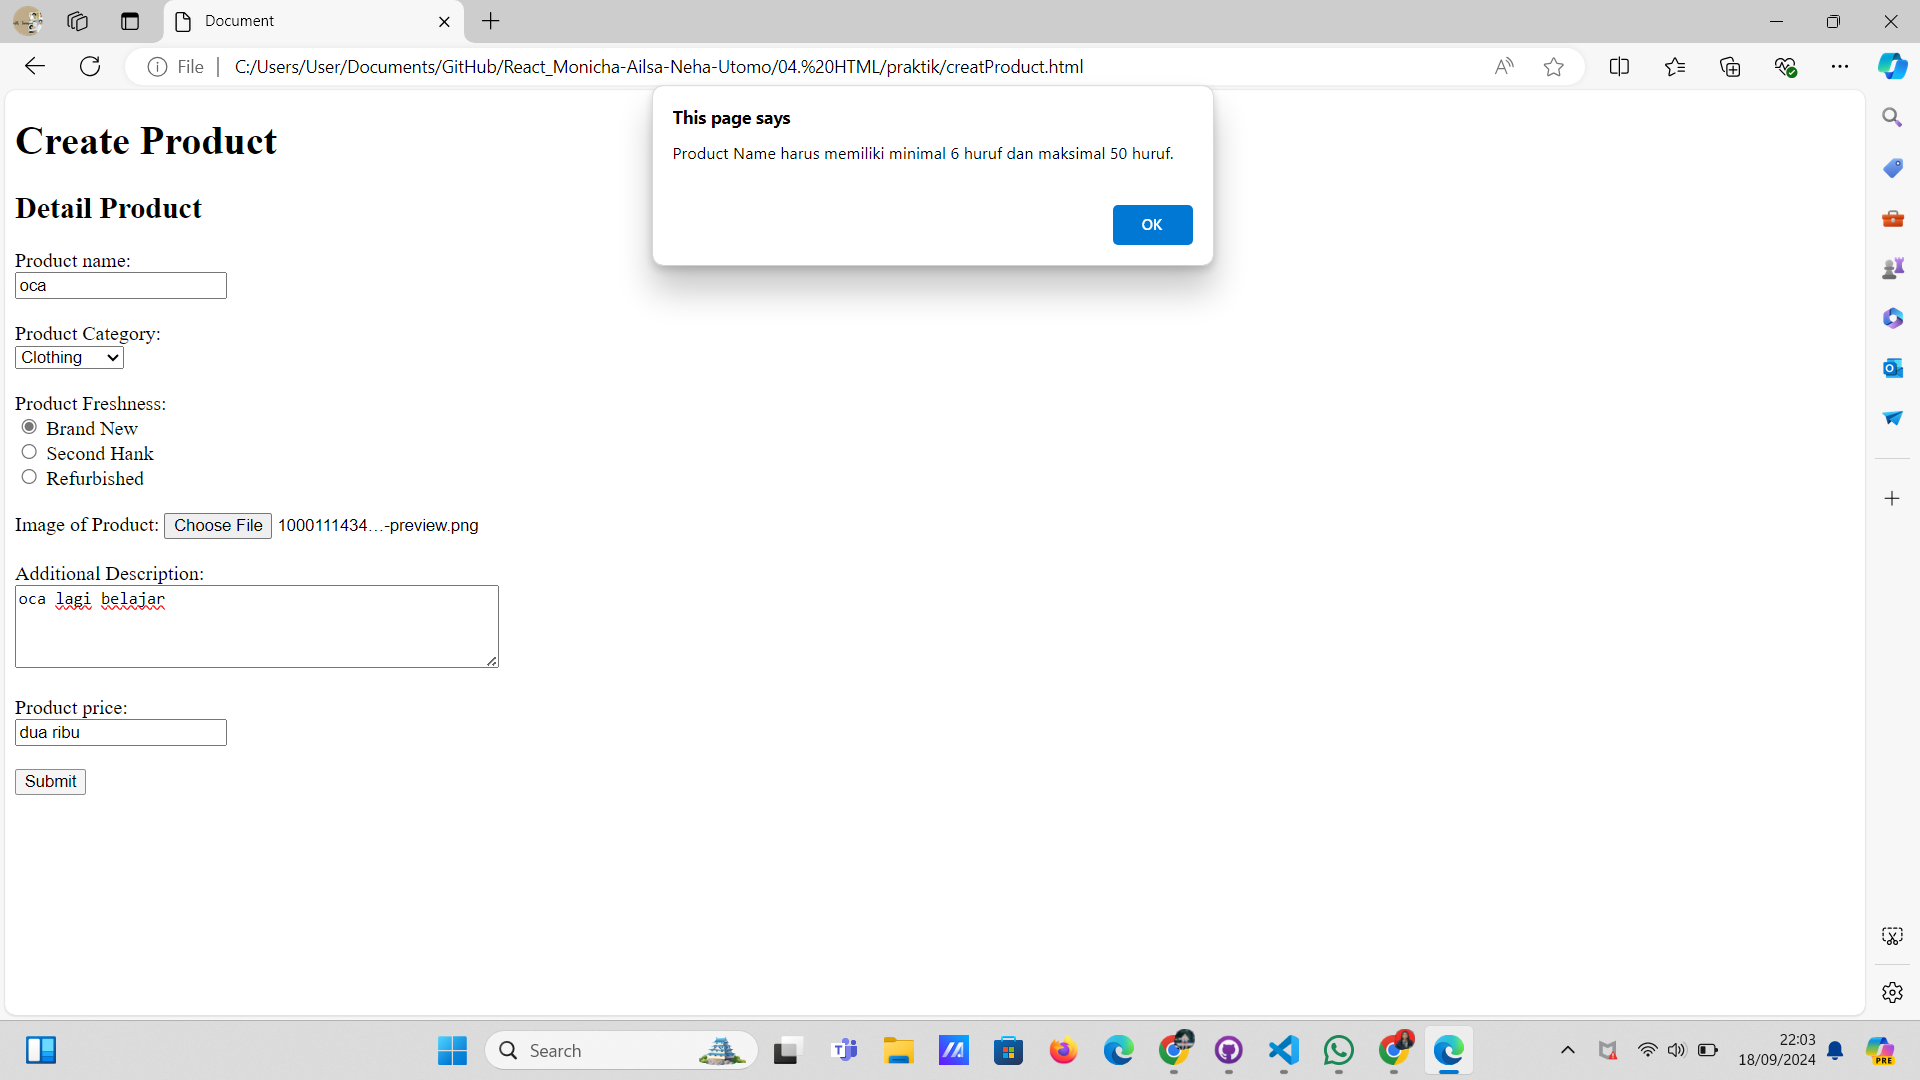 Document
File
C:/Users/User/Documents/GitHub/React_Monicha-Ailsa-Neha-Utomo/04.%20HTML/praktik/creatProduct.html
This page says
Product Name harus memiliki minimal 6 huruf dan maksimal 50 huruf.
OK
Create Product
Detail Product
Product name:
oca
Product Category:
Clothing
Product Freshness:
Brand New
Second Hank
Refurbished
Image of Product: Choose File 1000111434...-preview.png
Additional Description:
oca lagi belajar
Product price:
dua ribu
Submit
Search
22:03
18/09/2024
PRE